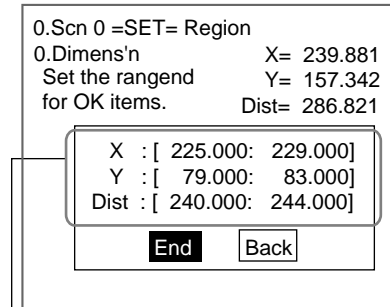 0.Scn 0 =SET= Region
0.Dimens'n X= 239.881
Set the rangend Y= 157.342
for OK items. Dist= 286.821
X :[ 225.000: 229.000]
Y :[ 79.000: 83.000]
Dist :[ 240.000: 244.000]
End Back